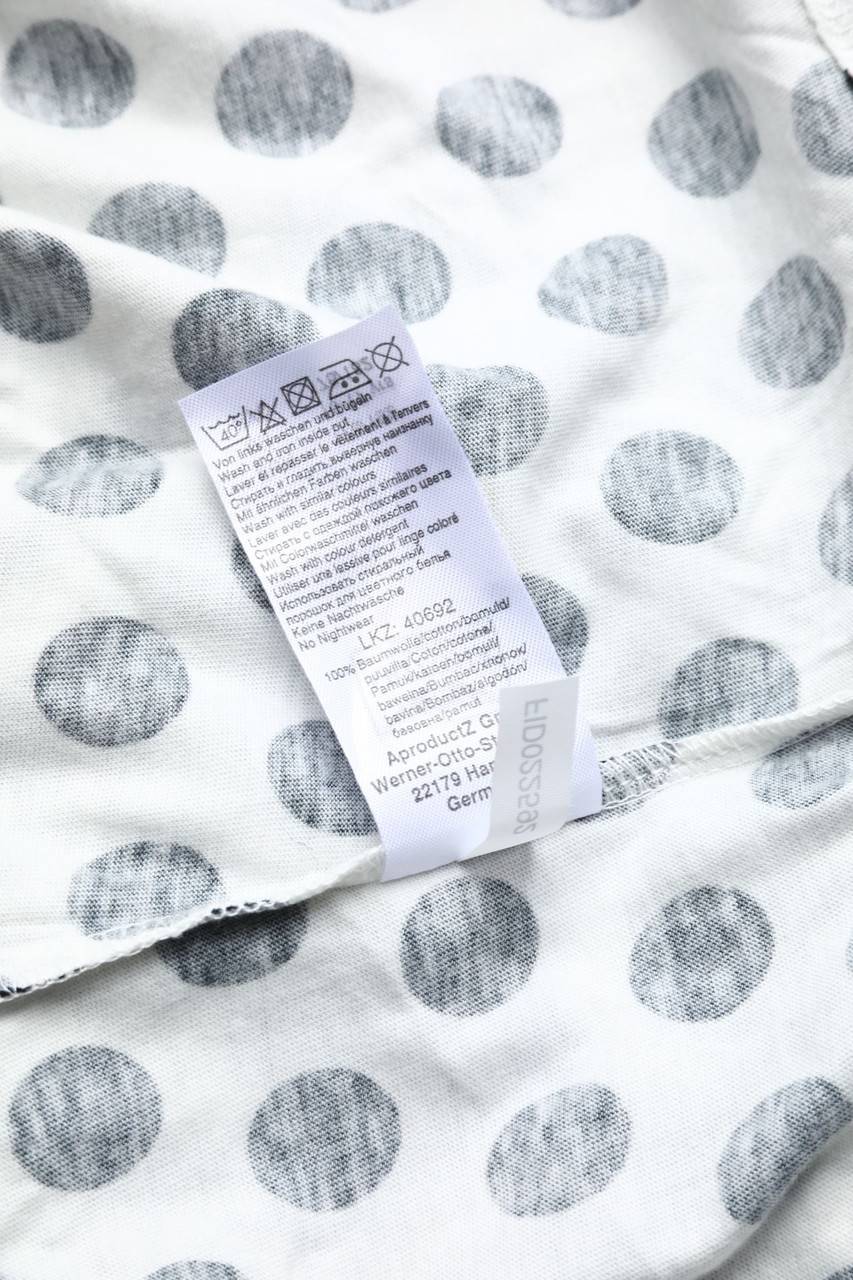 40°
Von links waschen und bügeln
Wash and iron inside out
Laver et repasser le vêtement à l'envers
Стирать и гладить, вывернув наизнанку
Mit ähnlichen Farben waschen
Wash with similar colours
Laver avec des couleurs similaires
Стирать с одеждой похожего цвета
Mit Colorwaschmittel waschen
Wash with colour detergent
Utiliser une lessive pour linge coloré
Использовать стиральный
порошок для цветного белья
Keine Nachtwäsche
No Nightwear
LKZ: 40692
100% Baumwolle/cotton/bomuld/
puuvilla/Coton/cotone/
Pamuk/katoen/bomull/
bawełna/Bumbac/хлопок/
bavlna/Bombaž/algodón/
бавовна/pamut
AproductZ G
Werner-Otto-St
22179 Ha
Germ
FID022592